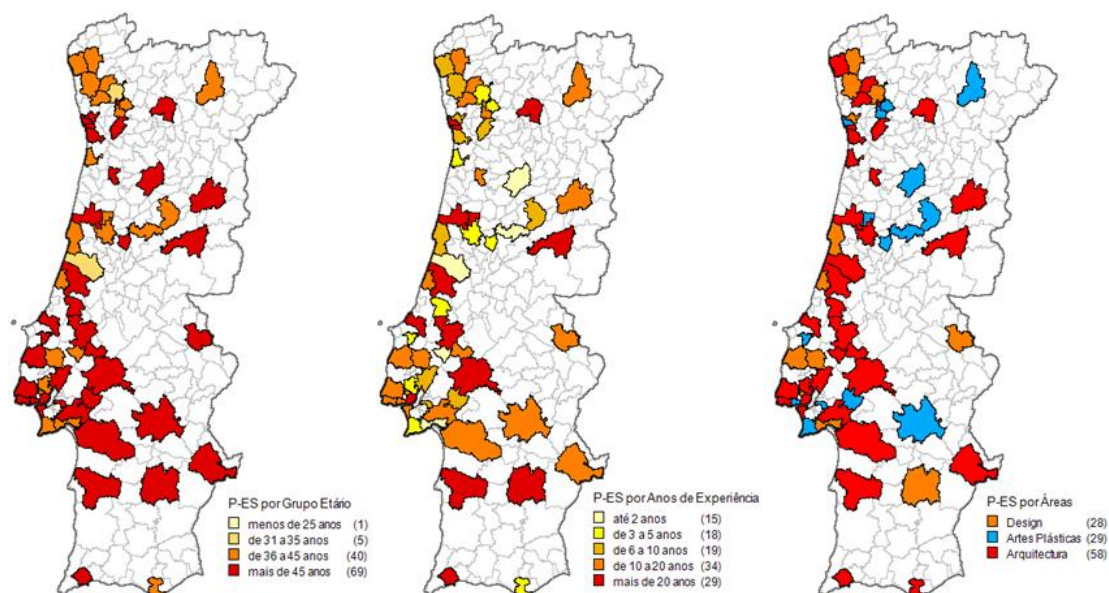 P-ES por Grupo Etário
menos de 25 anos (1)
de 31 a 35 anos (5)
de 36 a 45 anos (40)
mais de 45 anos (69)
P-ES por Anos de Experiência
até 2 anos (15)
de 3 a 5 anos (18)
de 6 a 10 anos (19)
de 10 a 20 anos (34)
mais de 20 anos (29)
P-ES por Áreas
Design (28)
Artes Plásticas (29)
Arquitectura (58)